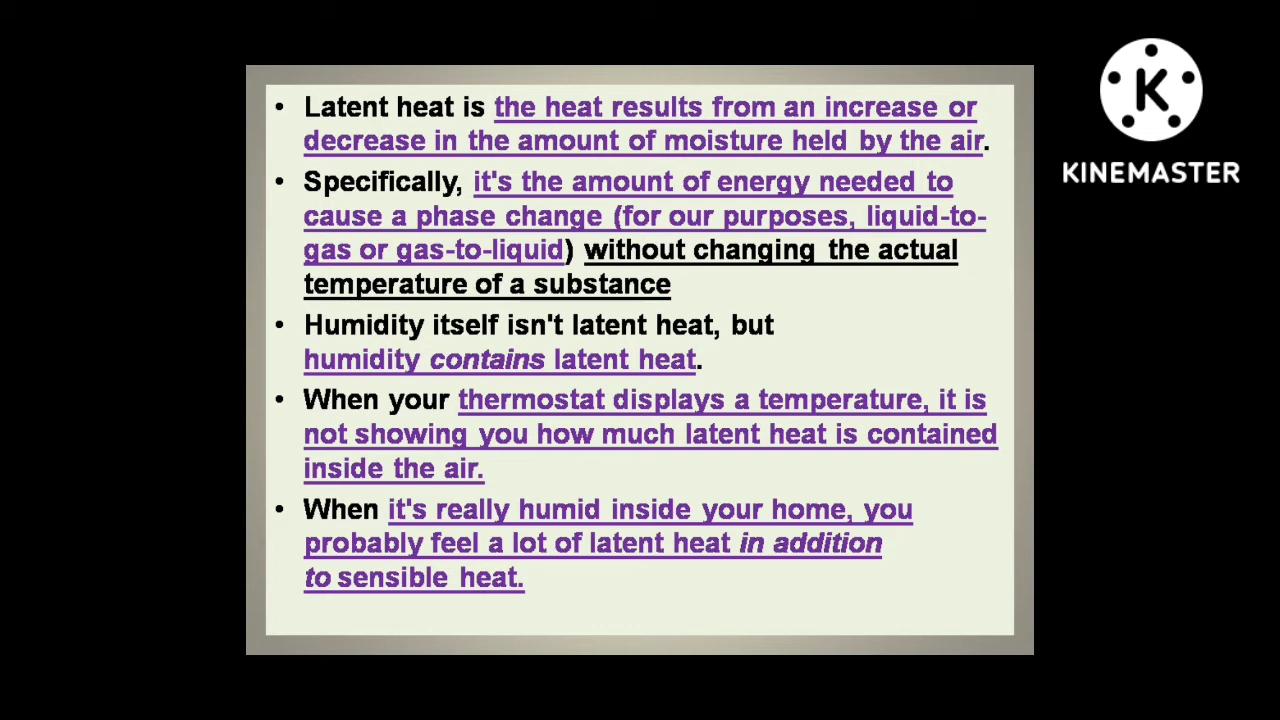 • Latent heat is the heat results from an increase or
decrease in the amount of moisture held by the air.
• Specifically, it's the amount of energy needed to
cause a phase change (for our purposes, liquid-to-
gas or gas-to-liquid) without changing the actual
temperature of a substance
• Humidity itself isn't latent heat, but
humidity contains latent heat.
• When your thermostat displays a temperature, it is
not showing you how much latent heat is contained
inside the air.
• When it's really humid inside your home, you
probably feel a lot of latent heat in addition
to sensible heat.
K
KINEMASTER